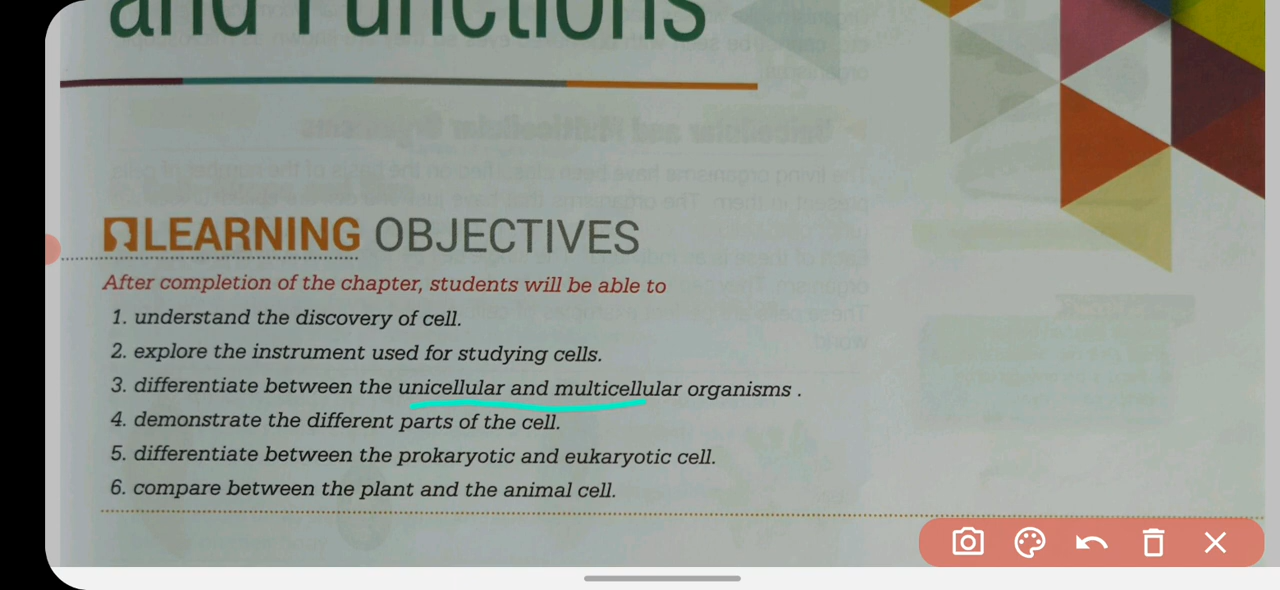 and Functions
LEARNING OBJECTIVES
After completion of the chapter, students will be able to
1. understand the discovery of cell.
2. explore the instrument used for studying cells.
3. differentiate between the unicellular and multicellular organisms .
4. demonstrate the different parts of the cell.
5. differentiate between the prokaryotic and eukaryotic cell.
6. compare between the plant and the animal cell.